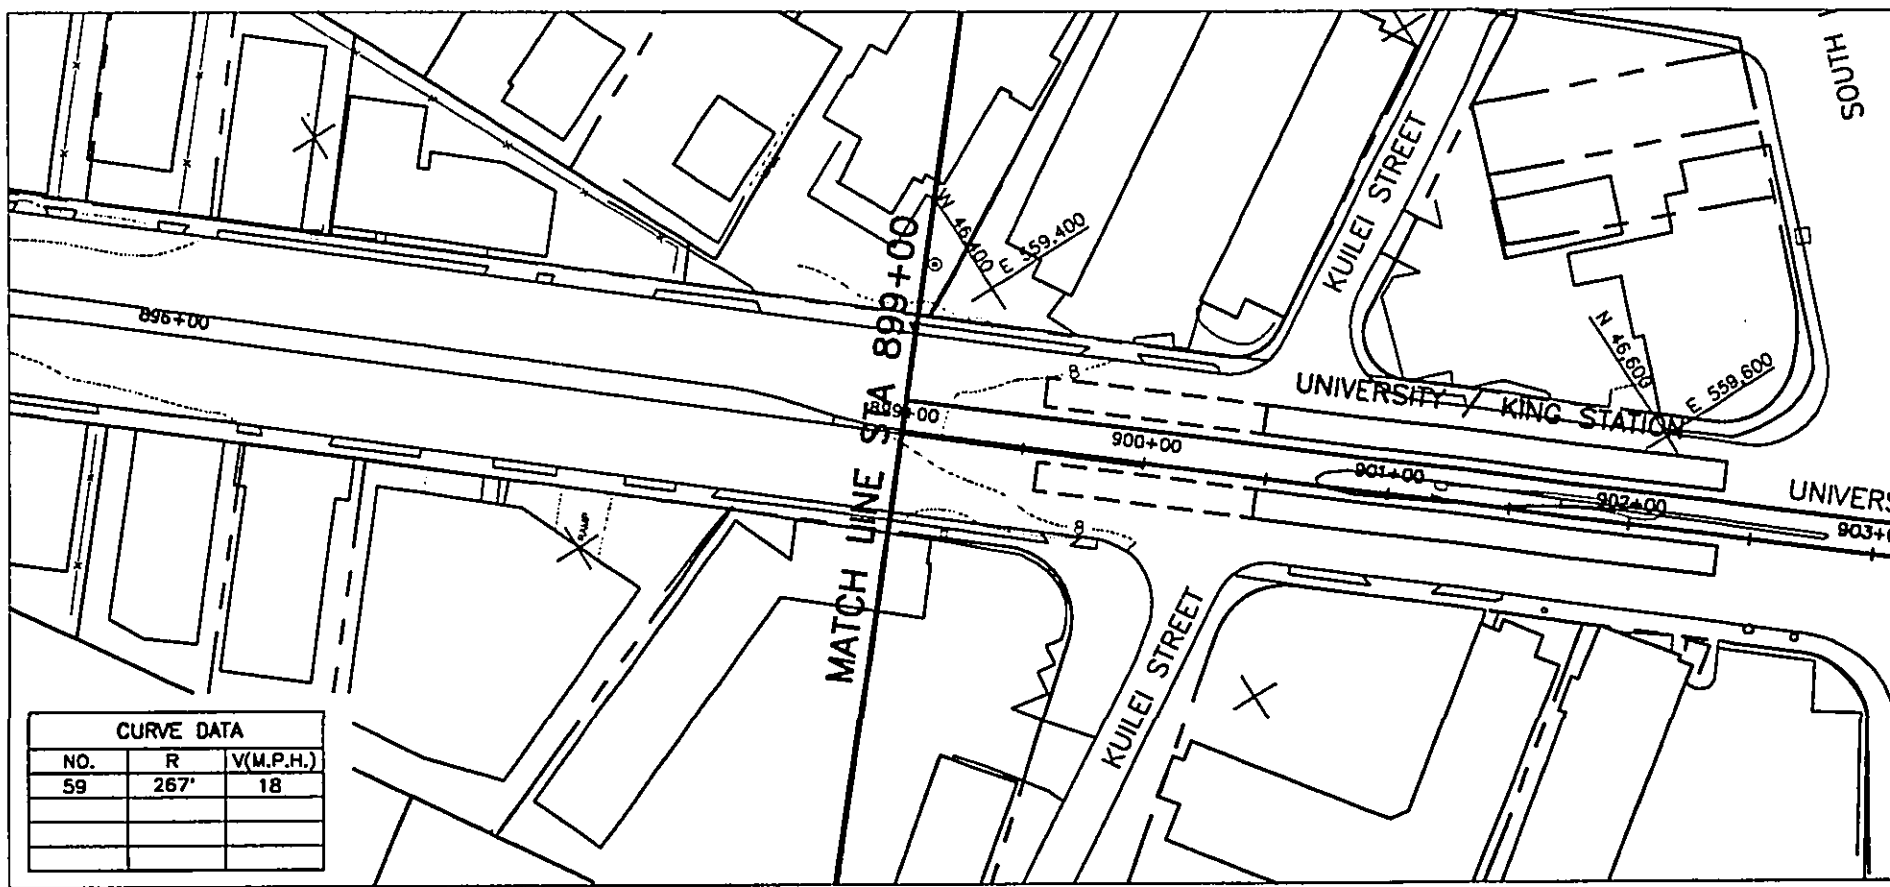 SOUTH
KUILEI STREET
W 46,400
E 559,400
MATCH LINE STA 899+00
896+00
899+00
8
UNIVERSITY / KING STATION
N 46,600
E 559,600
900+00
901+00
902+00
UNIVERS
903+0
8
RAMP
KUILEI STREET
CURVE DATA
NO. R V(M.P.H.)
59 267' 18